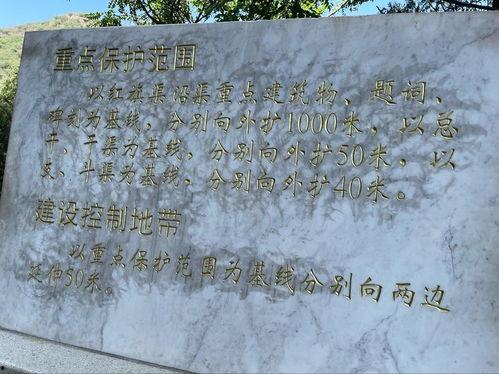 重点保护范围
以红旗渠沿渠重点建筑物、题词、
碑刻为基线，分别向外扩1000米，以总
干、干渠为基线，分别向外扩50米，以
支、斗渠为基线，分别向外扩40米。
建设控制地带
以重点保护范围为基线分别向两边
延伸50米。